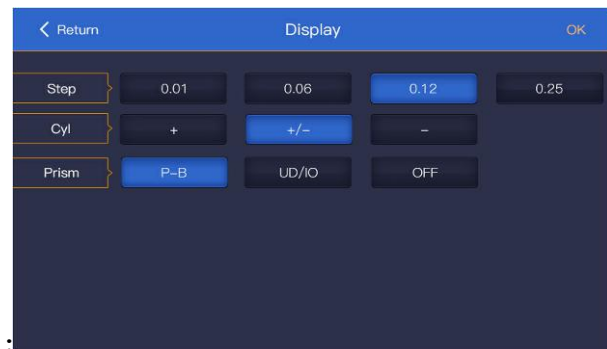 Return Display OK
Step 0.01 0.06 0.12 0.25
Cyl + +/- -
Prism P-B UD/IO OFF